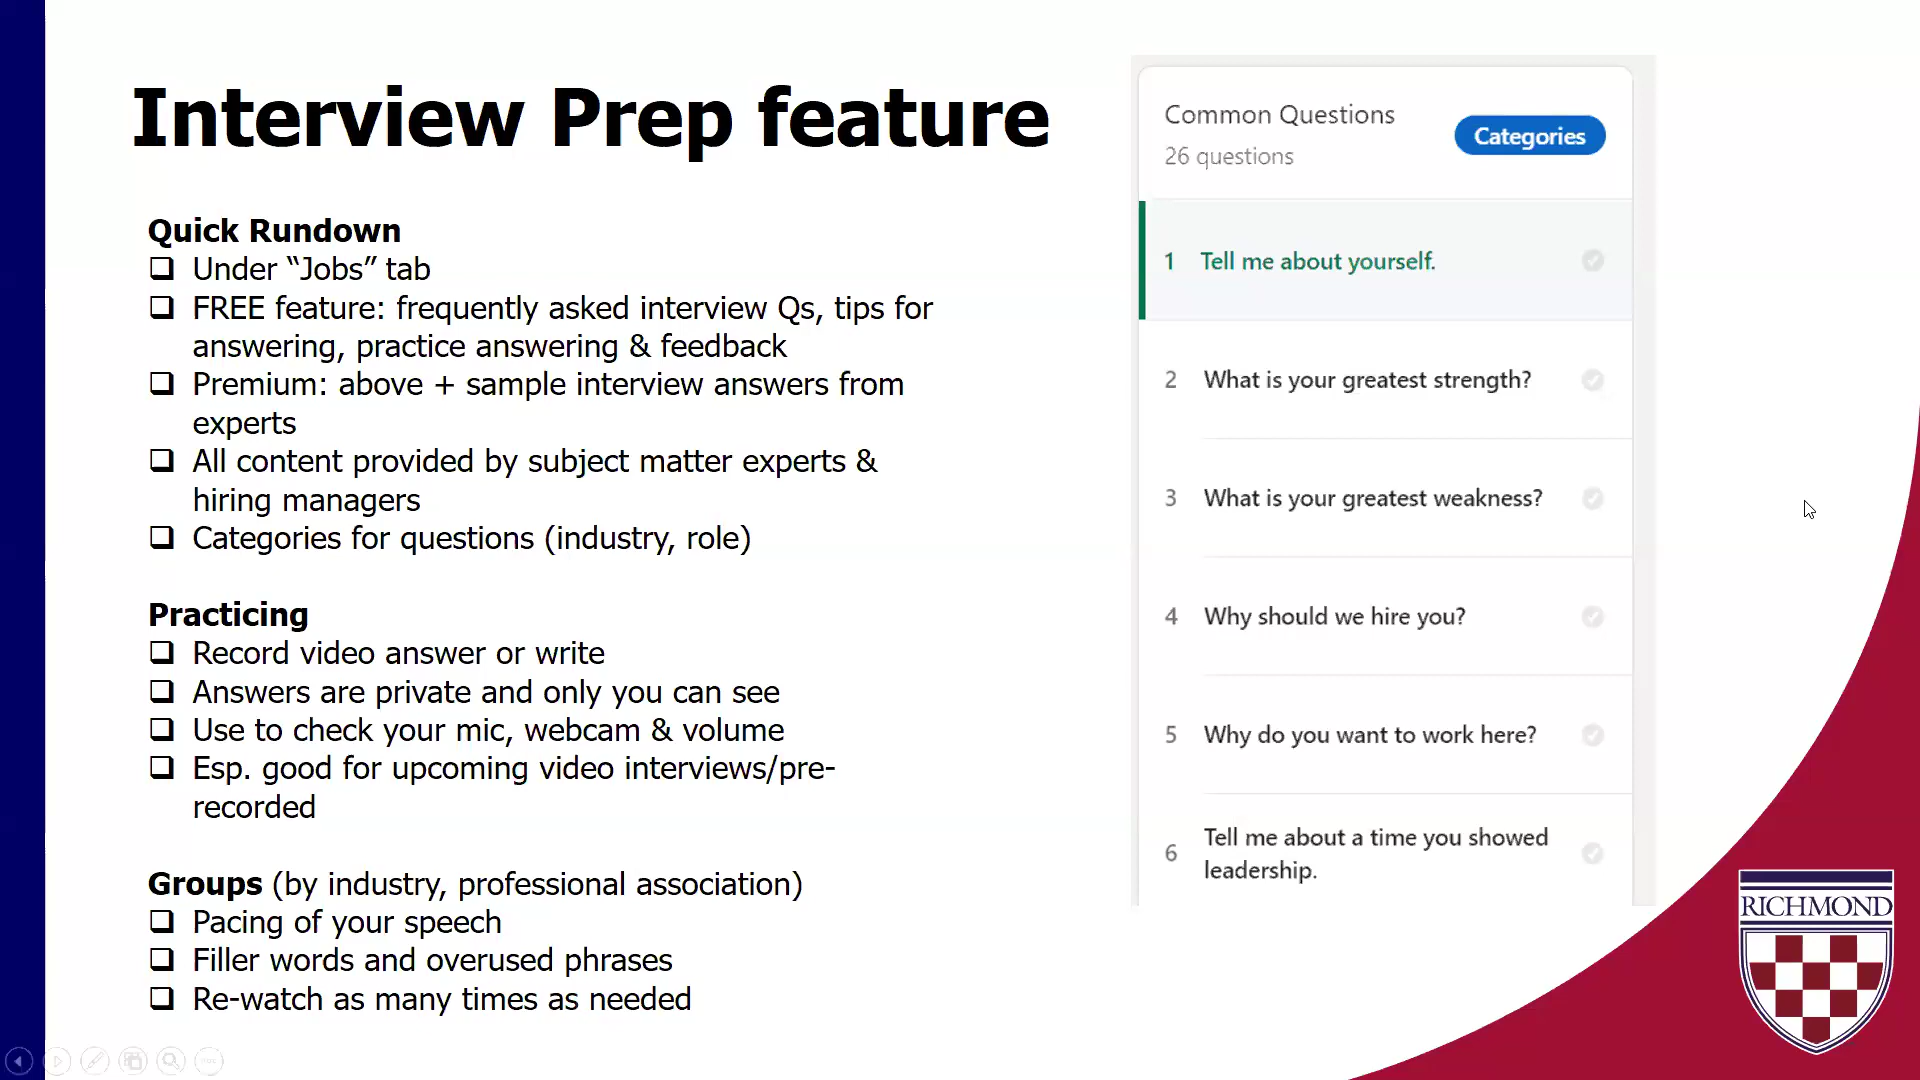 Interview Prep feature
Quick Rundown
Under “Jobs” tab
FREE feature: frequently asked interview Qs, tips for
answering, practice answering & feedback
Premium: above + sample interview answers from
experts
All content provided by subject matter experts &
hiring managers
Categories for questions (industry, role)
Practicing
Record video answer or write
Answers are private and only you can see
Use to check your mic, webcam & volume
Esp. good for upcoming video interviews/pre-
recorded
Groups (by industry, professional association)
Pacing of your speech
Filler words and overused phrases
Re-watch as many times as needed
Common Questions
Categories
26 questions
1 Tell me about yourself.
2 What is your greatest strength?
3 What is your greatest weakness?
4 Why should we hire you?
5 Why do you want to work here?
6 Tell me about a time you showed
leadership.
RICHMOND